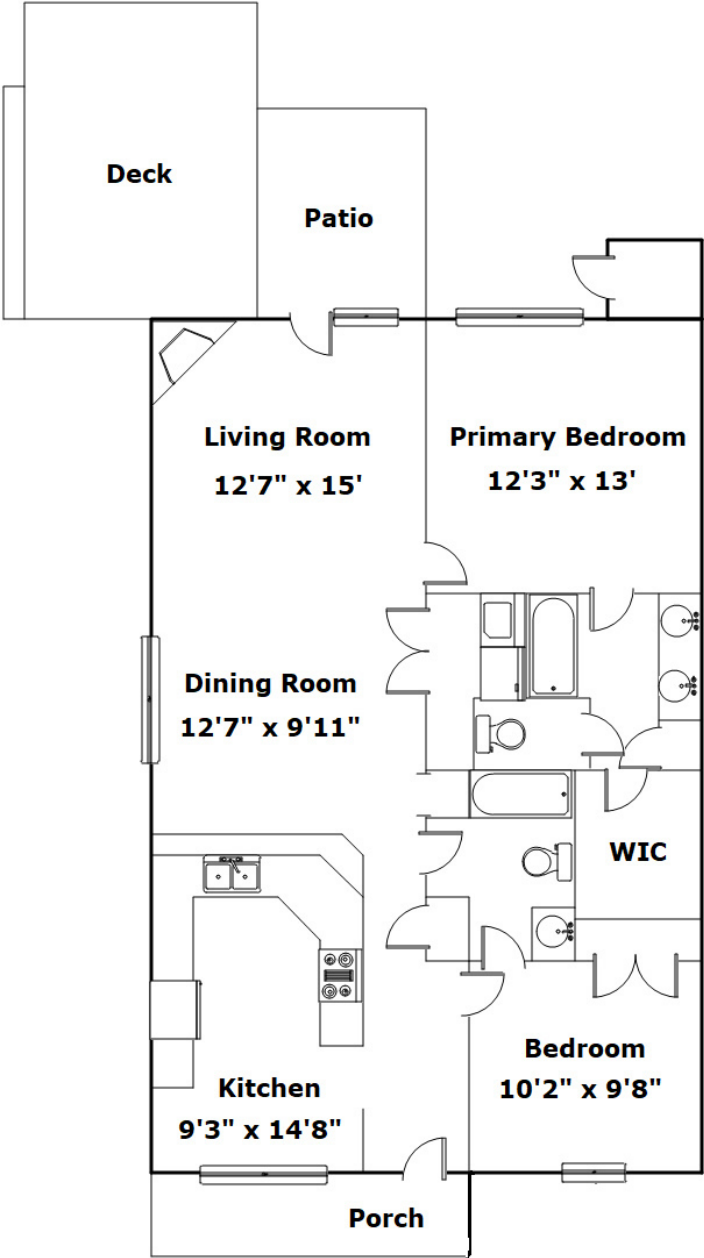 Deck
Patio
Living Room
12'7" x 15'
Primary Bedroom
12'3" x 13'
Dining Room
12'7" x 9'11"
WIC
Kitchen
9'3" x 14'8"
Bedroom
10'2" x 9'8"
Porch